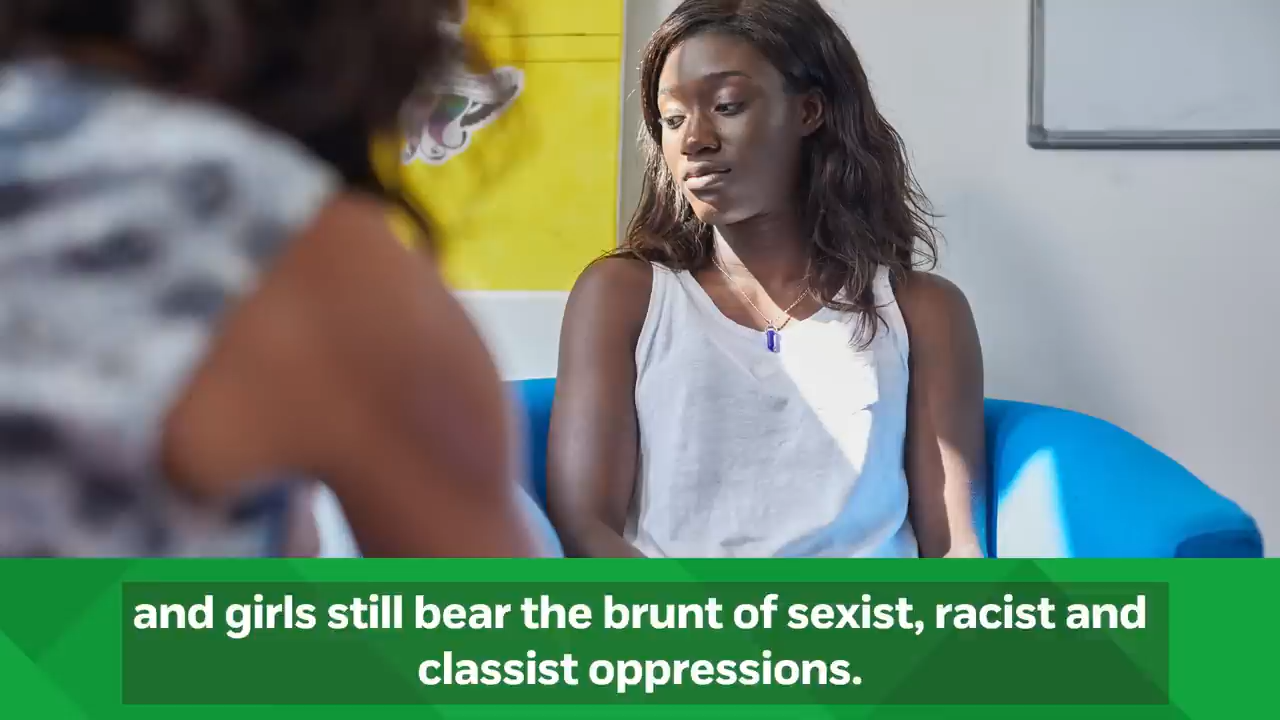 and girls still bear the brunt of sexist, racist and
classist oppressions.